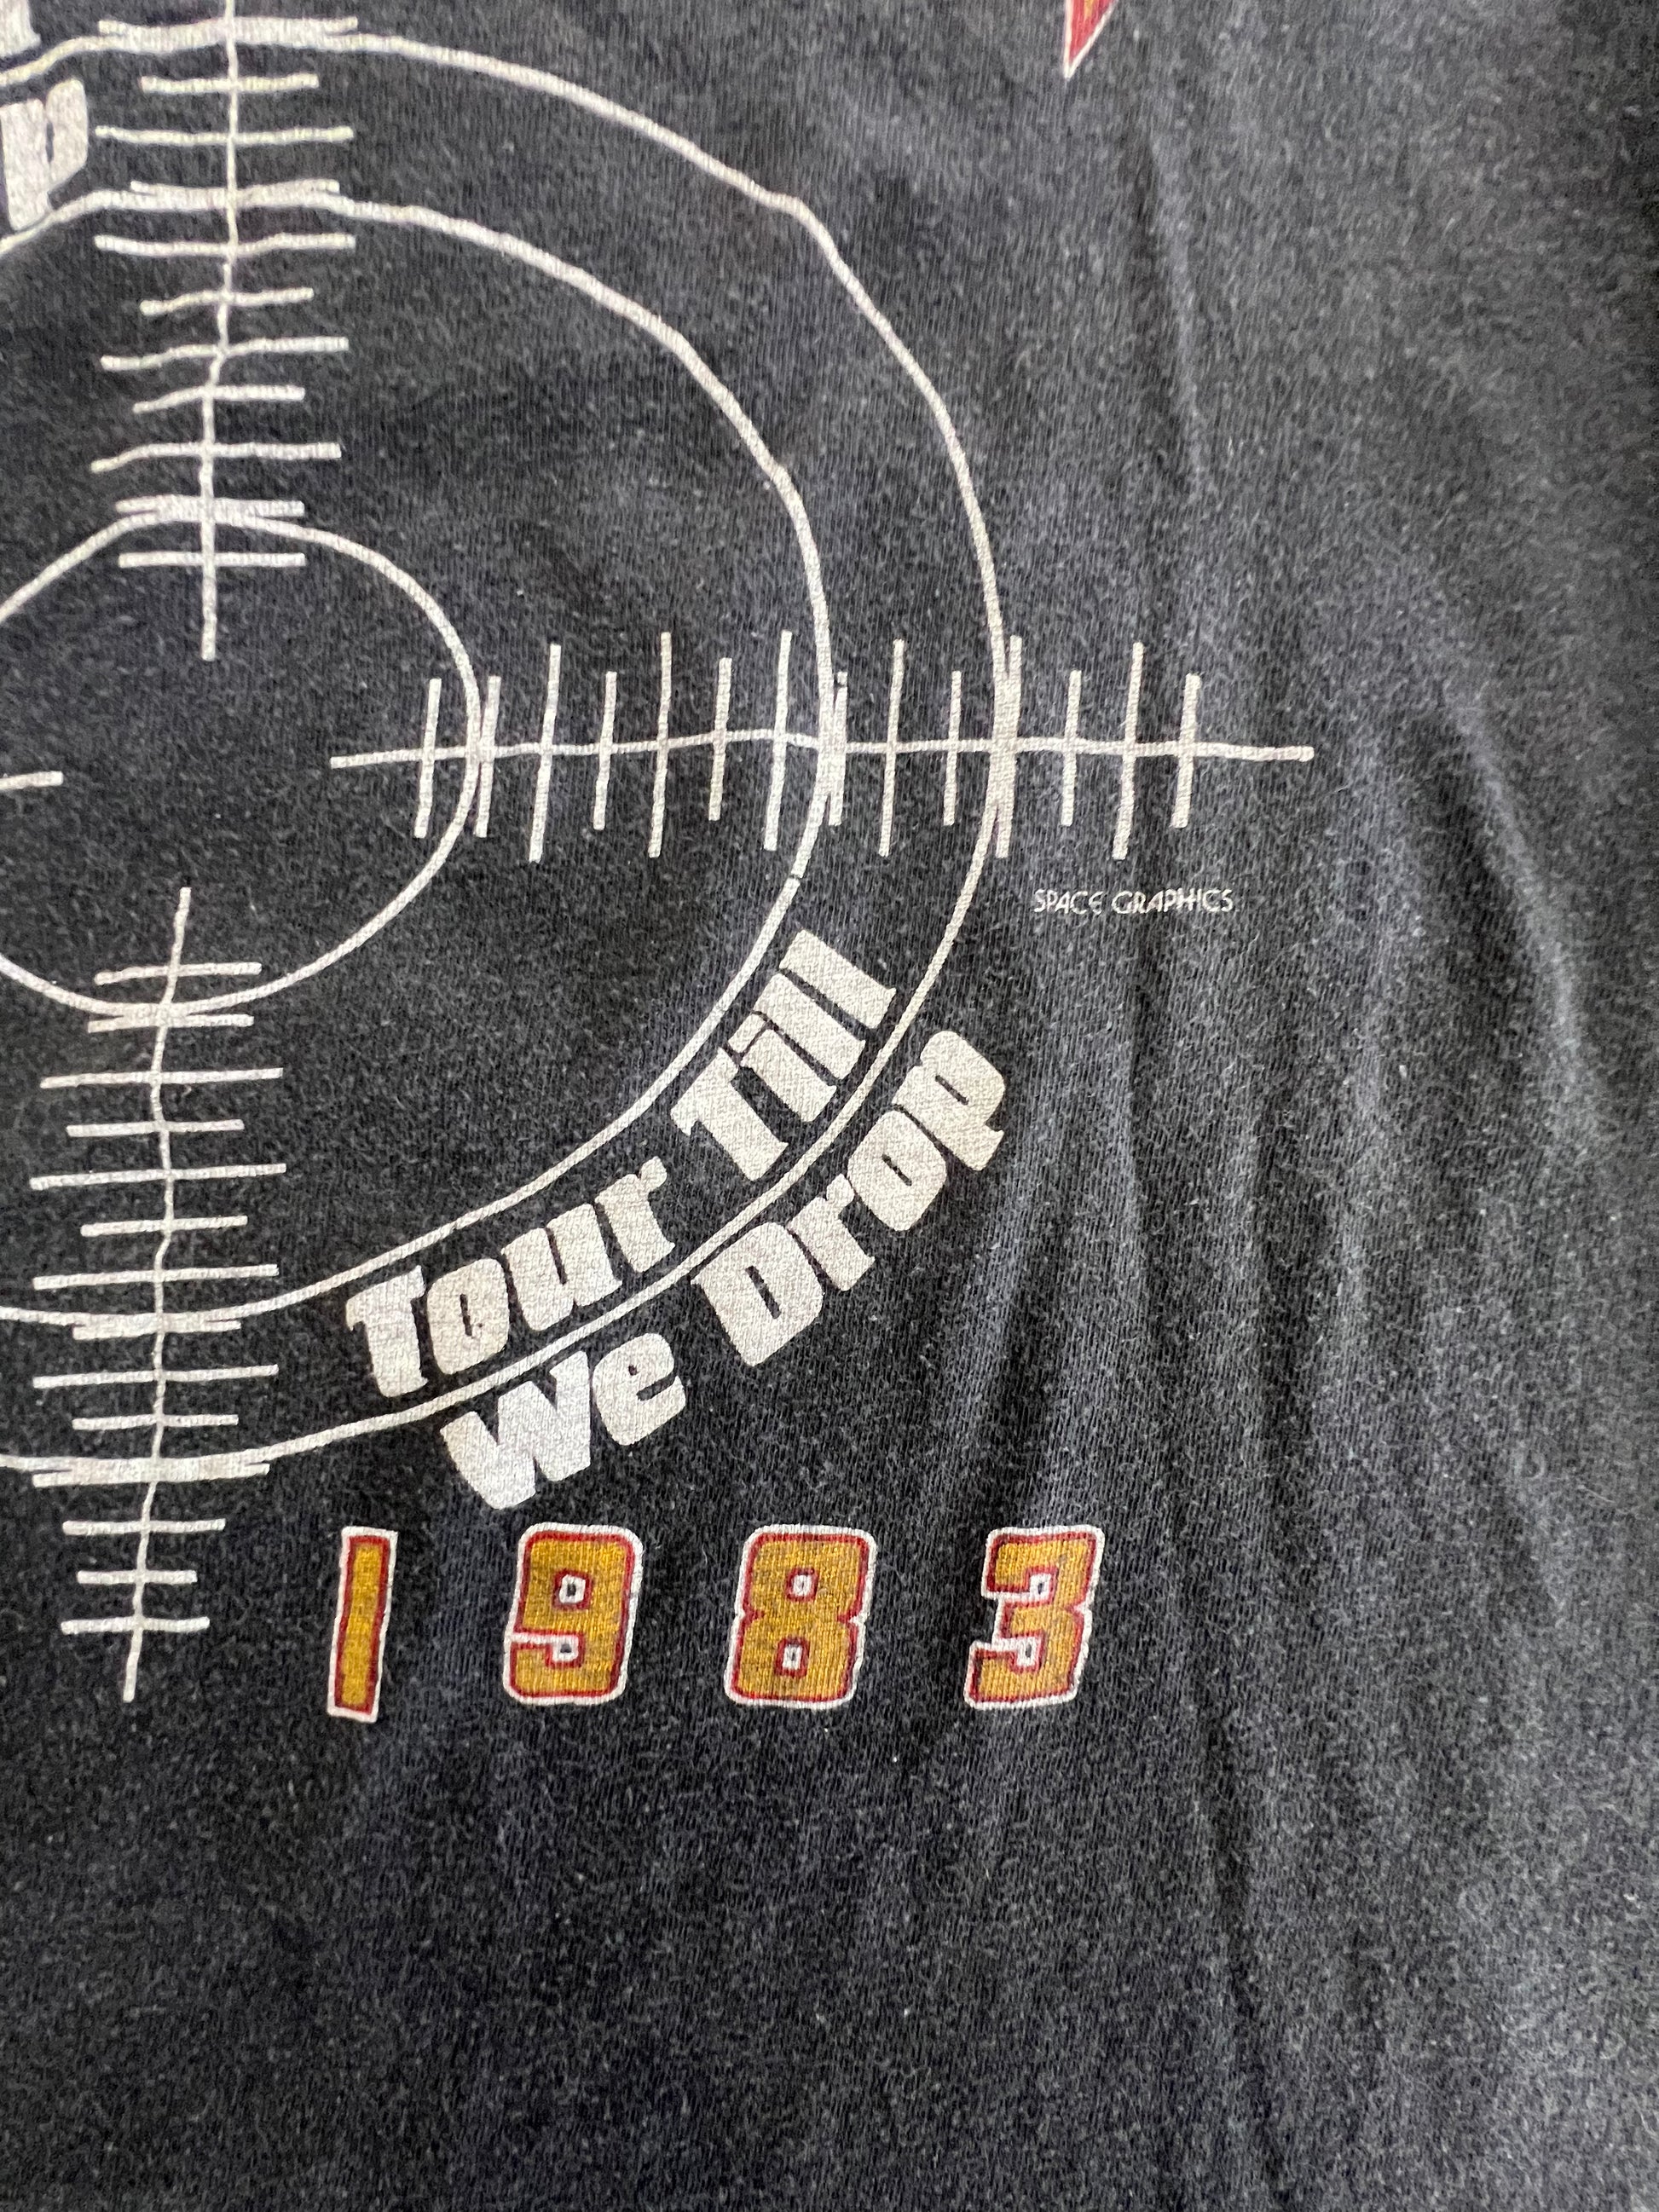 p
SPACE GRAPHICS
Tour Till
We Drop
1983